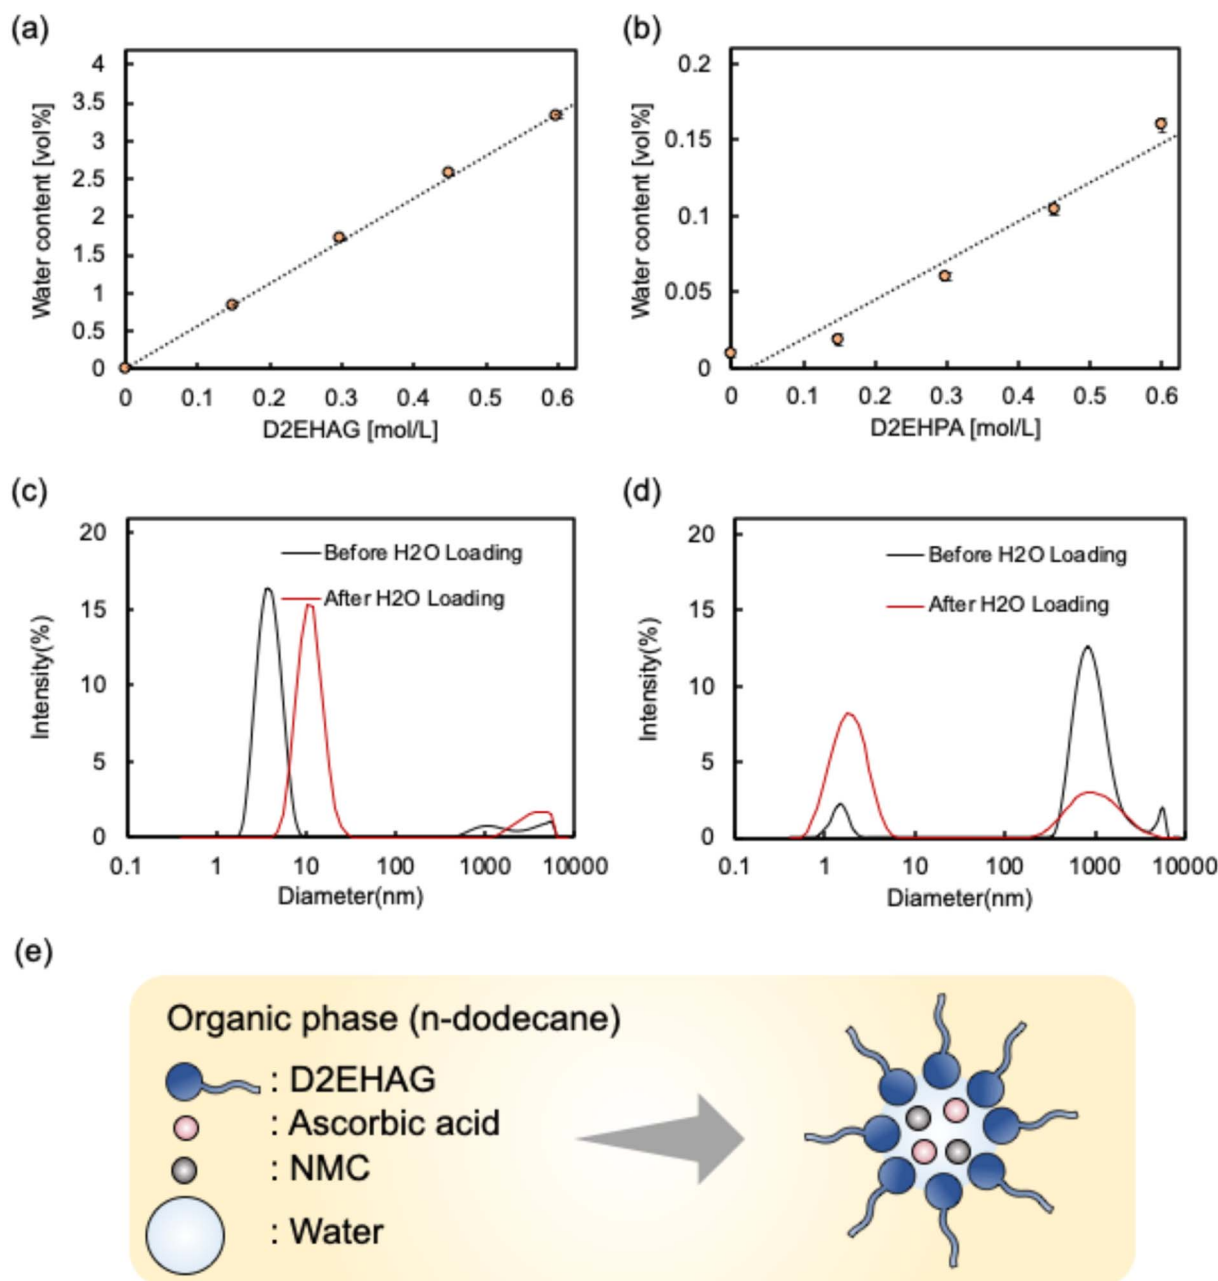 (a)
4
3.5
3
2.5
2
1.5
1
0.5
0
Water content [vol%]
0 0.1 0.2 0.3 0.4 0.5 0.6
D2EHAG [mol/L]
(b)
0.2
0.15
0.1
0.05
0
Water content [vol%]
0 0.1 0.2 0.3 0.4 0.5 0.6
D2EHPA [mol/L]
(c)
20
15
10
5
0
Intensity(%)
Before H2O Loading
After H2O Loading
0.1 1 10 100 1000 10000
Diameter(nm)
(d)
20
15
10
5
0
Intensity(%)
Before H2O Loading
After H2O Loading
0.1 1 10 100 1000 10000
Diameter(nm)
(e)
Organic phase (n-dodecane)
: D2EHAG
: Ascorbic acid
: NMC
: Water